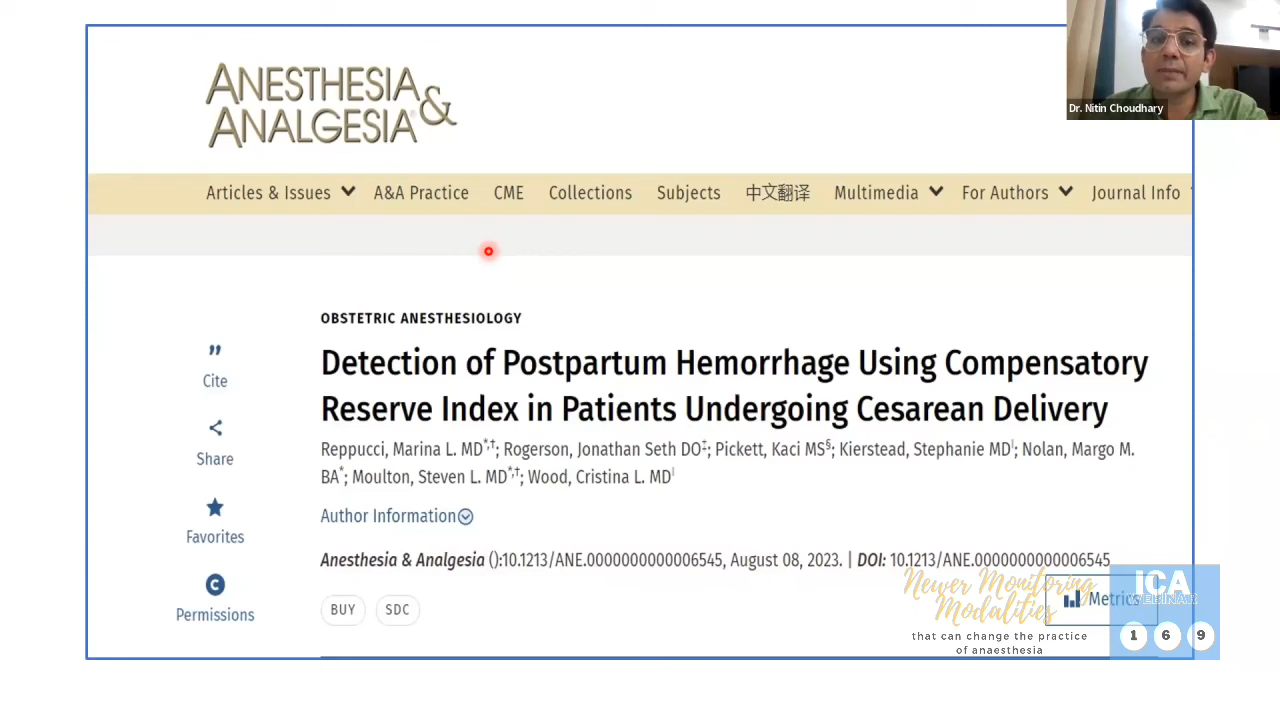 Dr. Nitin Choudhary
ANESTHESIA &
ANALGESIA
Articles & Issues A&A Practice CME Collections Subjects 中文翻译 Multimedia For Authors Journal Info
OBSTETRIC ANESTHESIOLOGY
Detection of Postpartum Hemorrhage Using Compensatory
Reserve Index in Patients Undergoing Cesarean Delivery
Reppucci, Marina L. MD*,†; Rogerson, Jonathan Seth DO‡; Pickett, Kaci MS§; Kierstead, Stephanie MD|; Nolan, Margo M.
BA*; Moulton, Steven L. MD*,†; Wood, Cristina L. MD|
Author Information
Anesthesia & Analgesia ():10.1213/ANE.0000000000006545, August 08, 2023. | DOI: 10.1213/ANE.0000000000006545
BUY SDC
Metrics
” Cite
Share
Favorites
Permissions
Newer Monitoring
Modalities
that can change the practice
of anaesthesia
ICA
WEBINAR
1 6 9